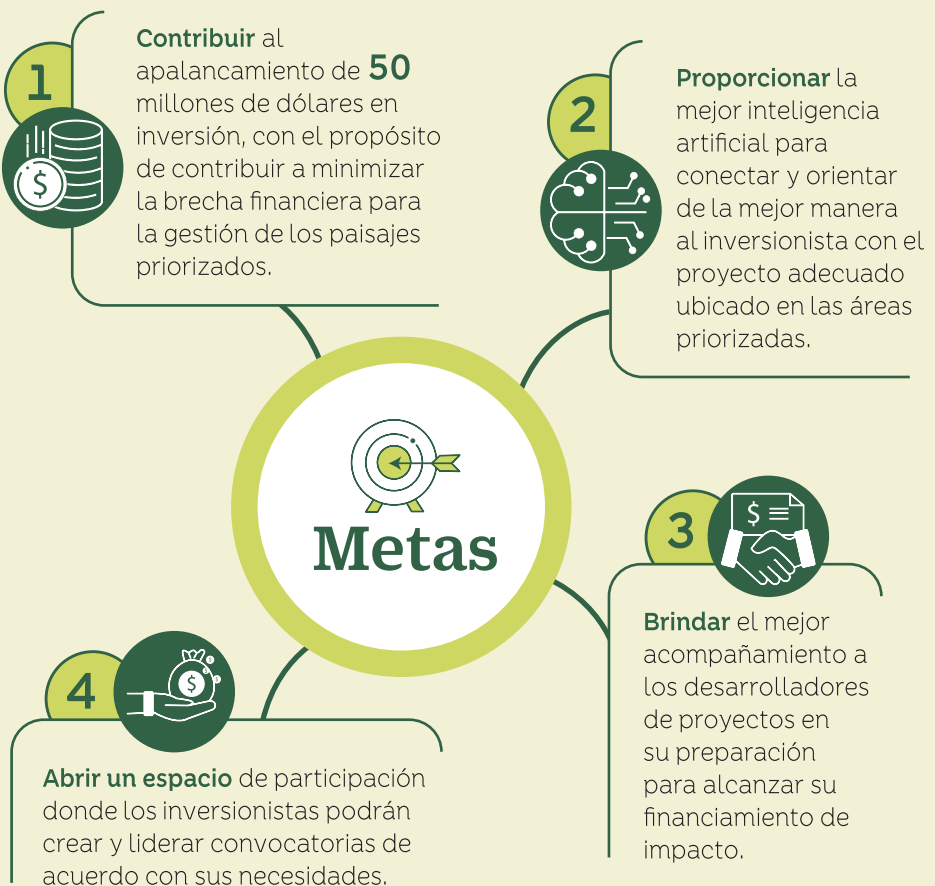 1
Contribuir al
apalancamiento de 50
millones de dólares en
inversión, con el propósito
de contribuir a minimizar
la brecha financiera para
la gestión de los paisajes
priorizados.
$
2
Proporcionar la
mejor inteligencia
artificial para
conectar y orientar
de la mejor manera
al inversionista con el
proyecto adecuado
ubicado en las áreas
priorizadas.
Metas
3
$
Brindar el mejor
acompañamiento a
los desarrolladores
de proyectos en
su preparación
para alcanzar su
financiamiento de
impacto.
4
$
Abrir un espacio de participación
donde los inversionistas podrán
crear y liderar convocatorias de
acuerdo con sus necesidades.